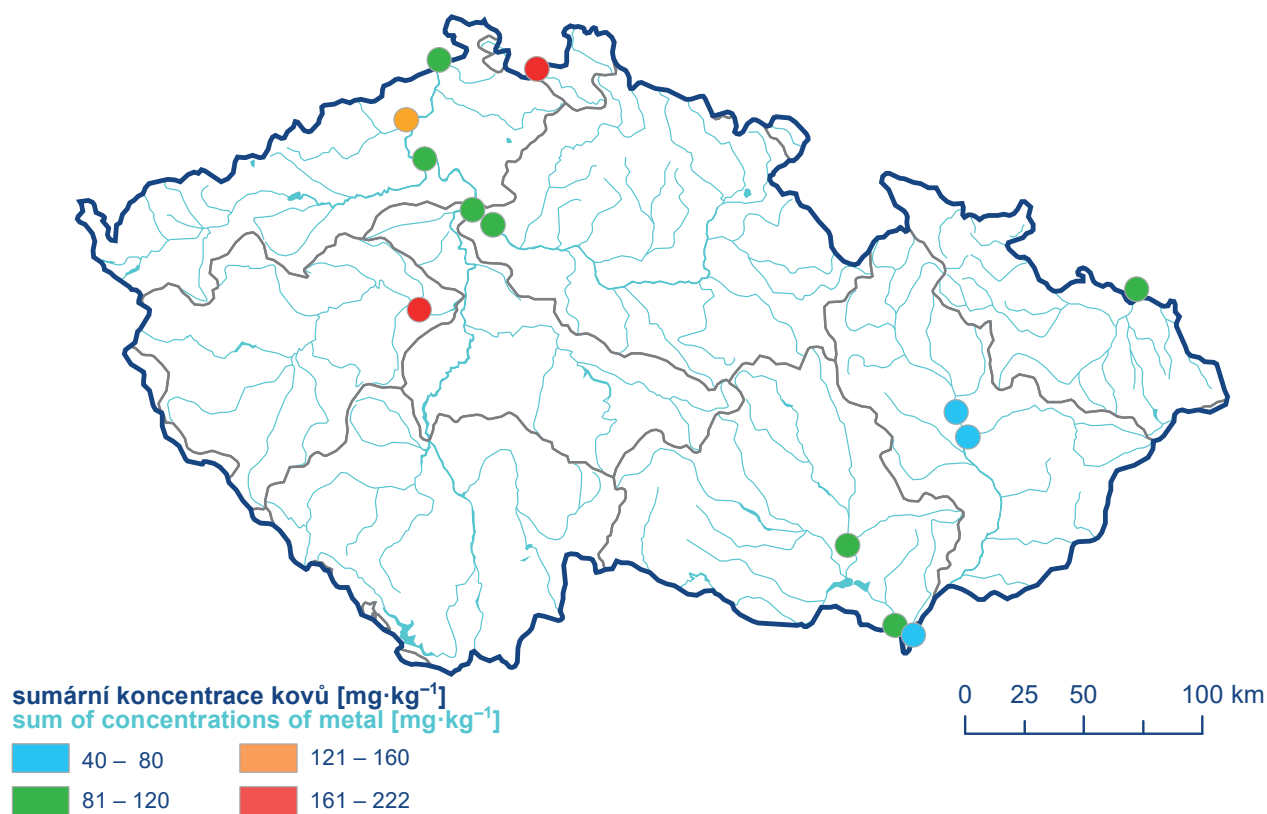 sumární koncentrace kovů [mg·kg⁻¹]
sum of concentrations of metal [mg·kg⁻¹]
40 – 80
121 – 160
81 – 120
161 – 222
0 25 50 100 km